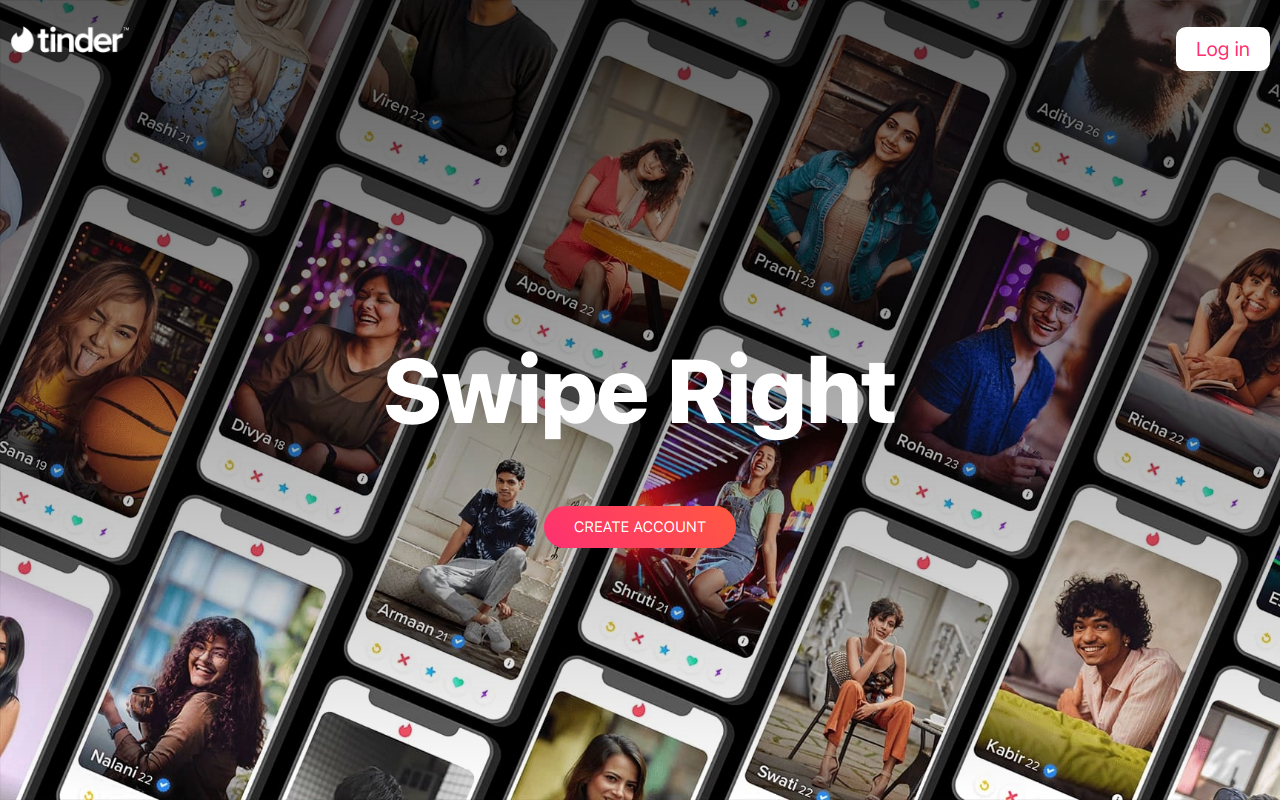 tinder™
Log in
Rashi 21
Viren 22
Aditya 26
Apoorva 22
Prachi 23
Sana 19
Divya 18
Swipe Right
Rohan 23
Richa 22
CREATE ACCOUNT
Armaan 21
Shruti 21
Nalani 22
Swati 22
Kabir 22